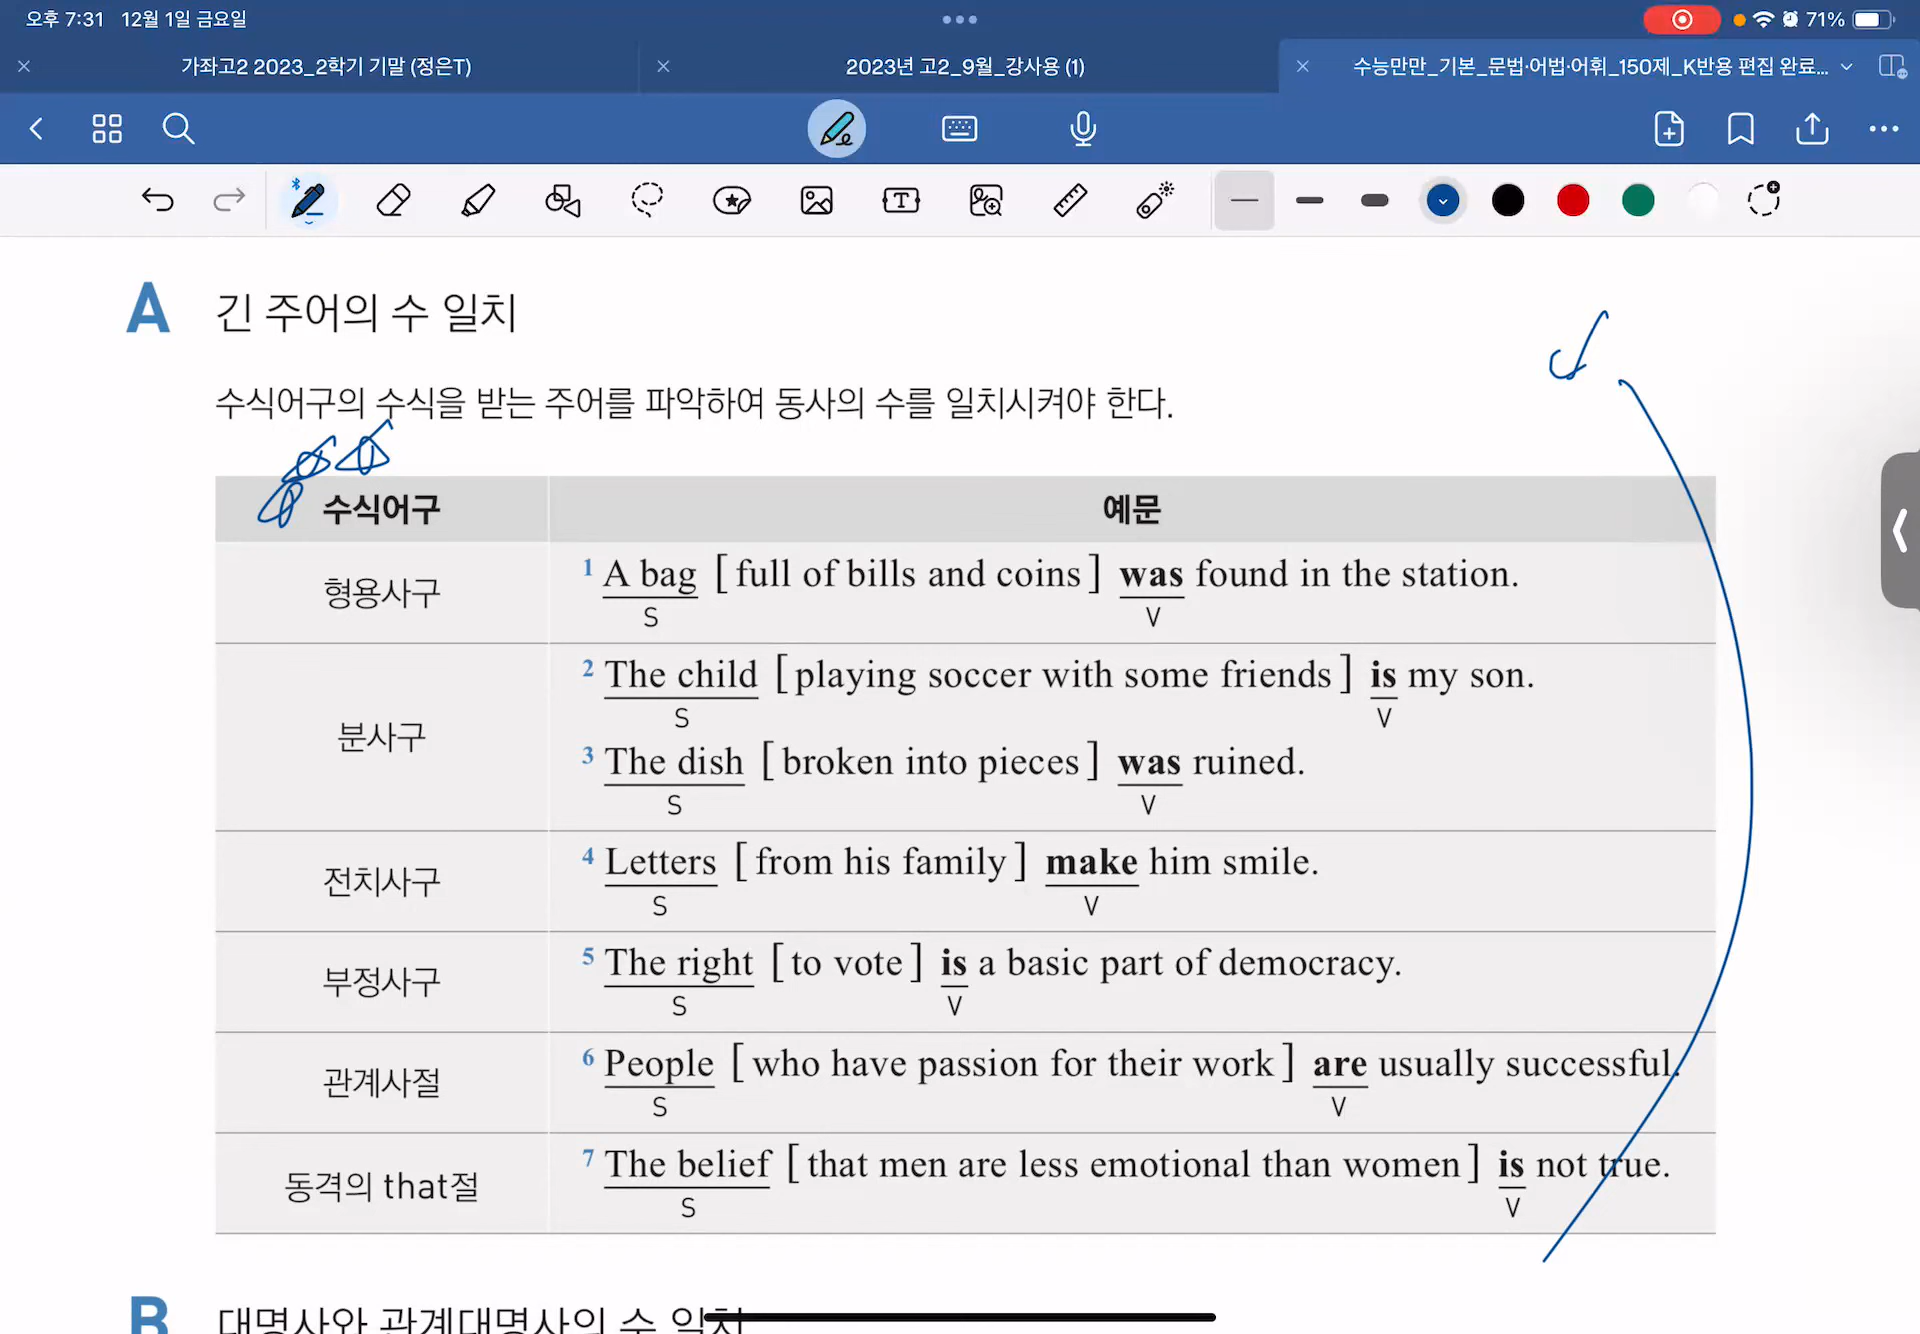 오후 7:31 12월 1일 금요일
71%
가좌고2 2023_2학기 기말 (정은T)
2023년 고2_9월_강사용 (1)
수능만만_기본_문법·어법·어휘_150제_K반용 편집 완료...
A 긴 주어의 수 일치
수식어구의 수식을 받는 주어를 파악하여 동사의 수를 일치시켜야 한다.
수식어구 예문
형용사구 1 A bag [full of bills and coins] was found in the station.
S V
분사구
2 The child [playing soccer with some friends] is my son.
S V
3 The dish [broken into pieces] was ruined.
S V
전치사구 4 Letters [from his family] make him smile.
S V
부정사구 5 The right [to vote] is a basic part of democracy.
S V
관계사절 6 People [who have passion for their work] are usually successful.
S V
동격의 that절 7 The belief [that men are less emotional than women] is not true.
S V
B 대명사와 관계대명사의 수 일치